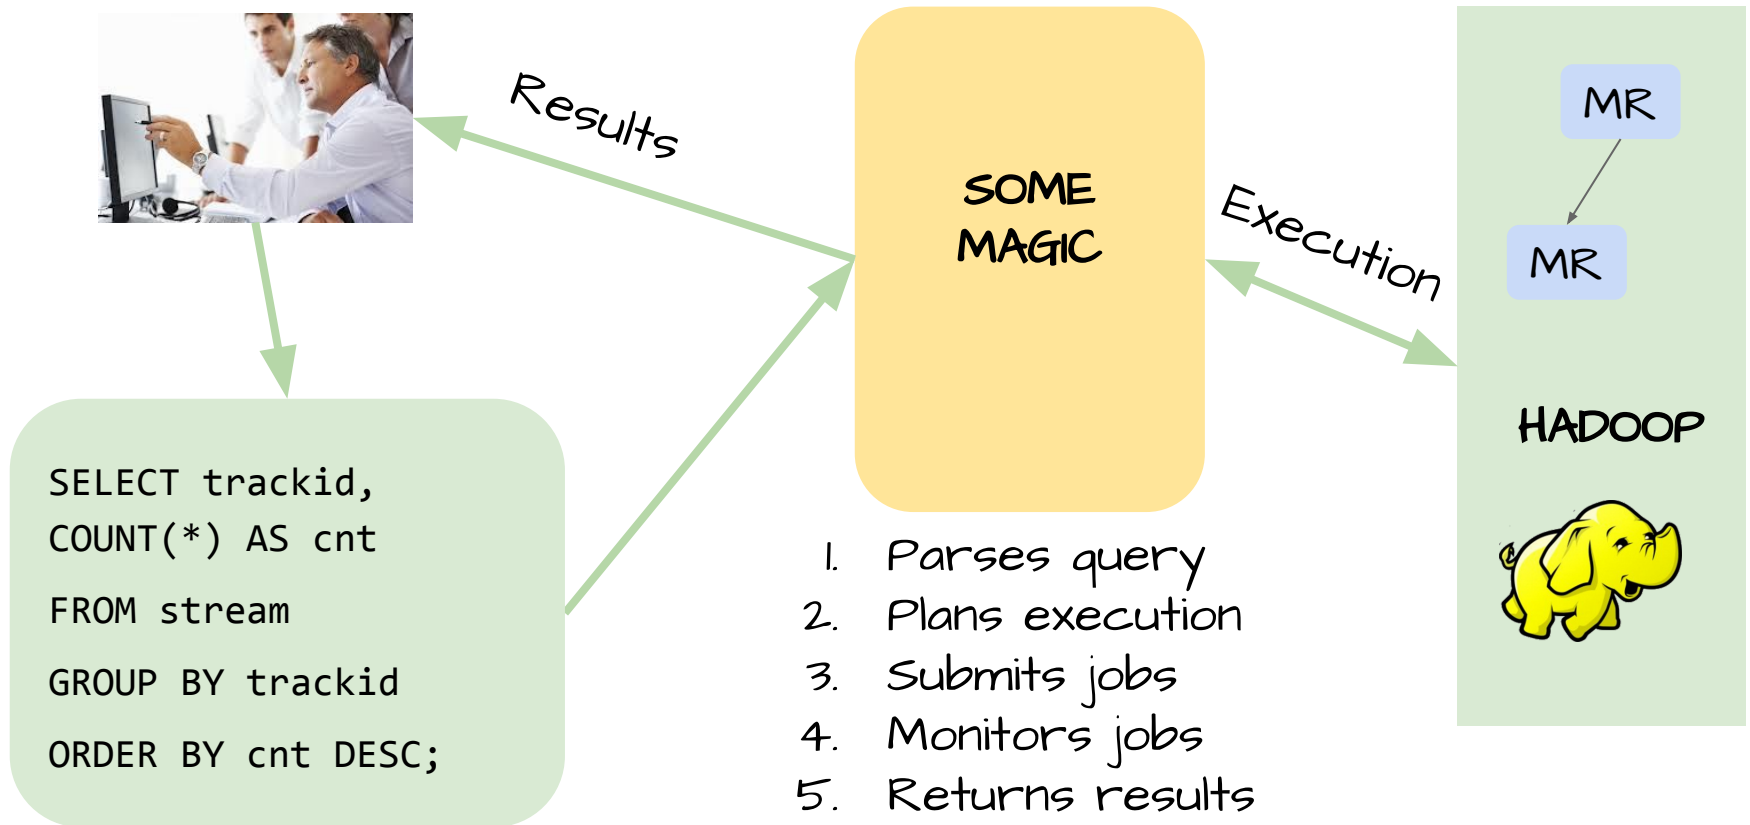 Results
SOME
MAGIC
Execution
MR
MR
HADOOP
SELECT trackid,
COUNT(*) AS cnt
FROM stream
GROUP BY trackid
ORDER BY cnt DESC;
1. Parses query
2. Plans execution
3. Submits jobs
4. Monitors jobs
5. Returns results